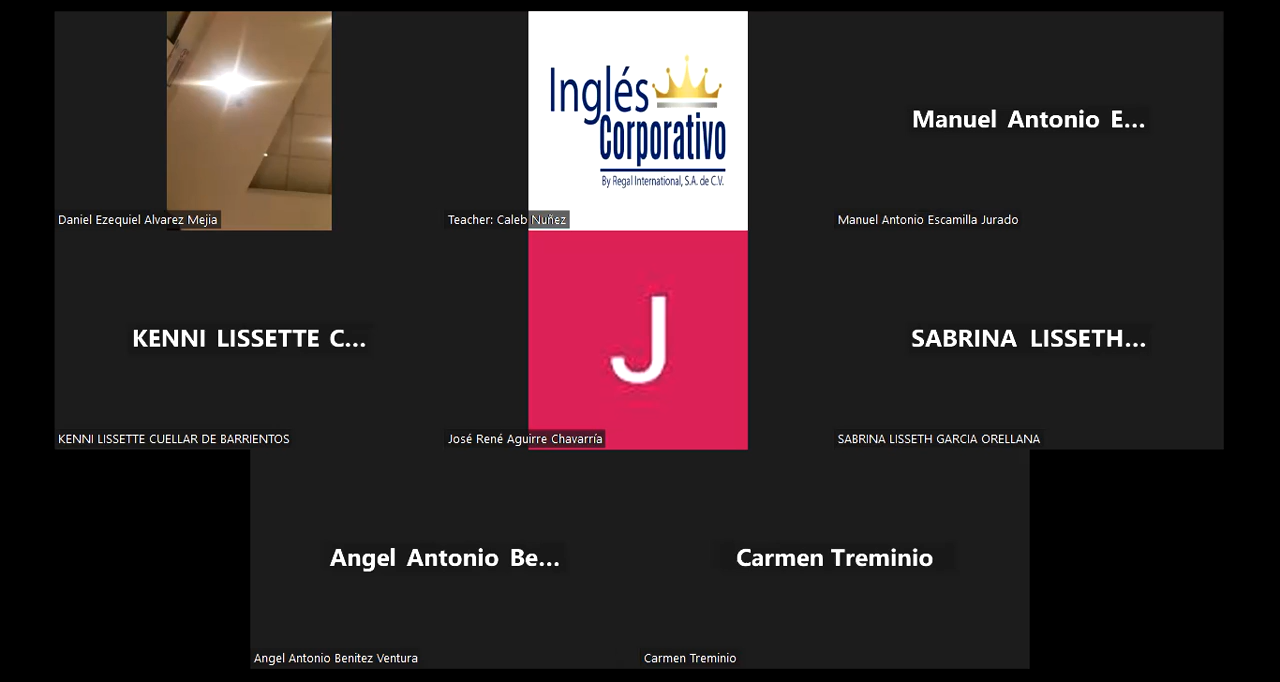 Inglés
Corporativo
By Regal International, S.A. de C.V.
Manuel Antonio E...
Daniel Ezequiel Alvarez Mejia
Teacher: Caleb Nuñez
Manuel Antonio Escamilla Jurado
KENNI LISSETTE C...
J
SABRINA LISSETH...
KENNI LISSETTE CUELLAR DE BARRIENTOS
José René Aguirre Chavarría
SABRINA LISSETH GARCIA ORELLANA
Angel Antonio Be...
Carmen Treminio
Angel Antonio Benitez Ventura
Carmen Treminio